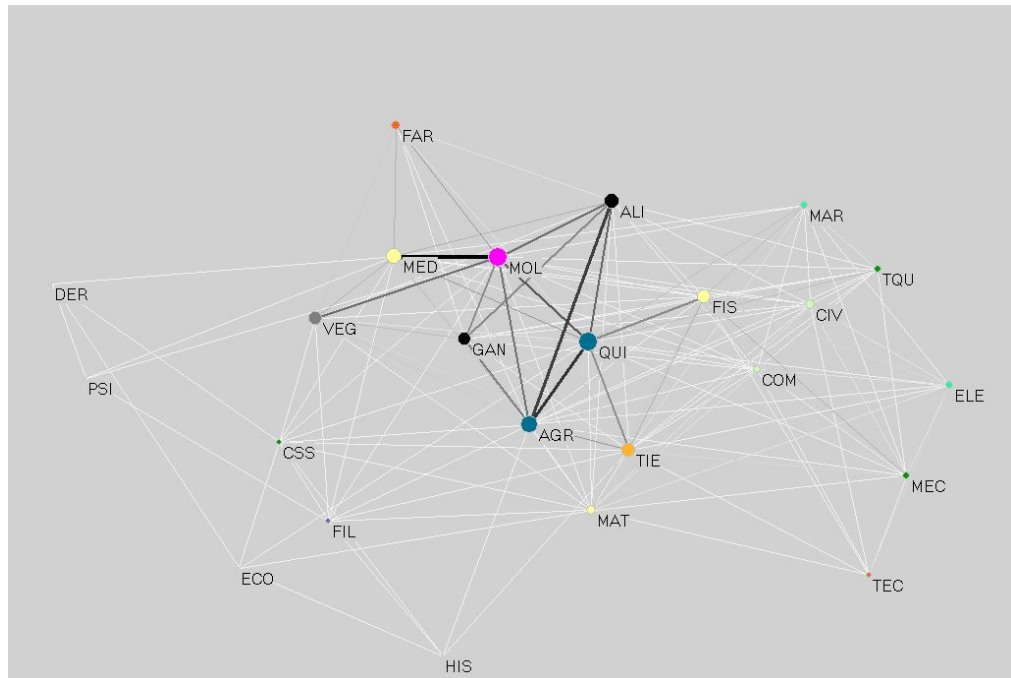 FAR
ALI
MAR
MED
MOL
TQU
DER
FIS
CIV
VEG
GAN
QUI
COM
PSI
ELE
AGR
CSS
TIE
MEC
MAT
FIL
ECO
TEC
HIS